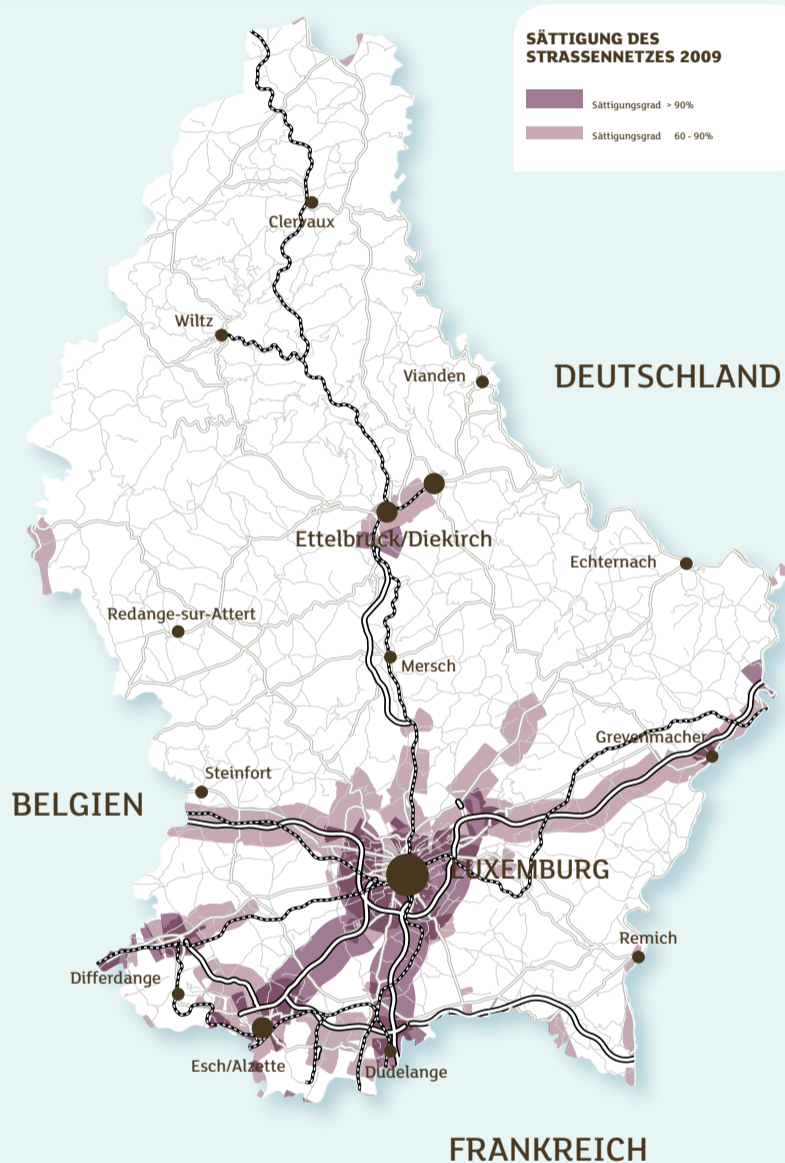 SÄTTIGUNG DES
STRASSENNETZES 2009
Sättigungsgrad > 90%
Sättigungsgrad 60 - 90%
Clervaux
Wiltz
Vianden
DEUTSCHLAND
Ettelbruck/Diekirch
Echternach
Redange-sur-Attert
Mersch
Grevenmacher
Steinfort
BELGIEN
LUXEMBURG
Remich
Differdange
Esch/Alzette
Dudelange
FRANKREICH